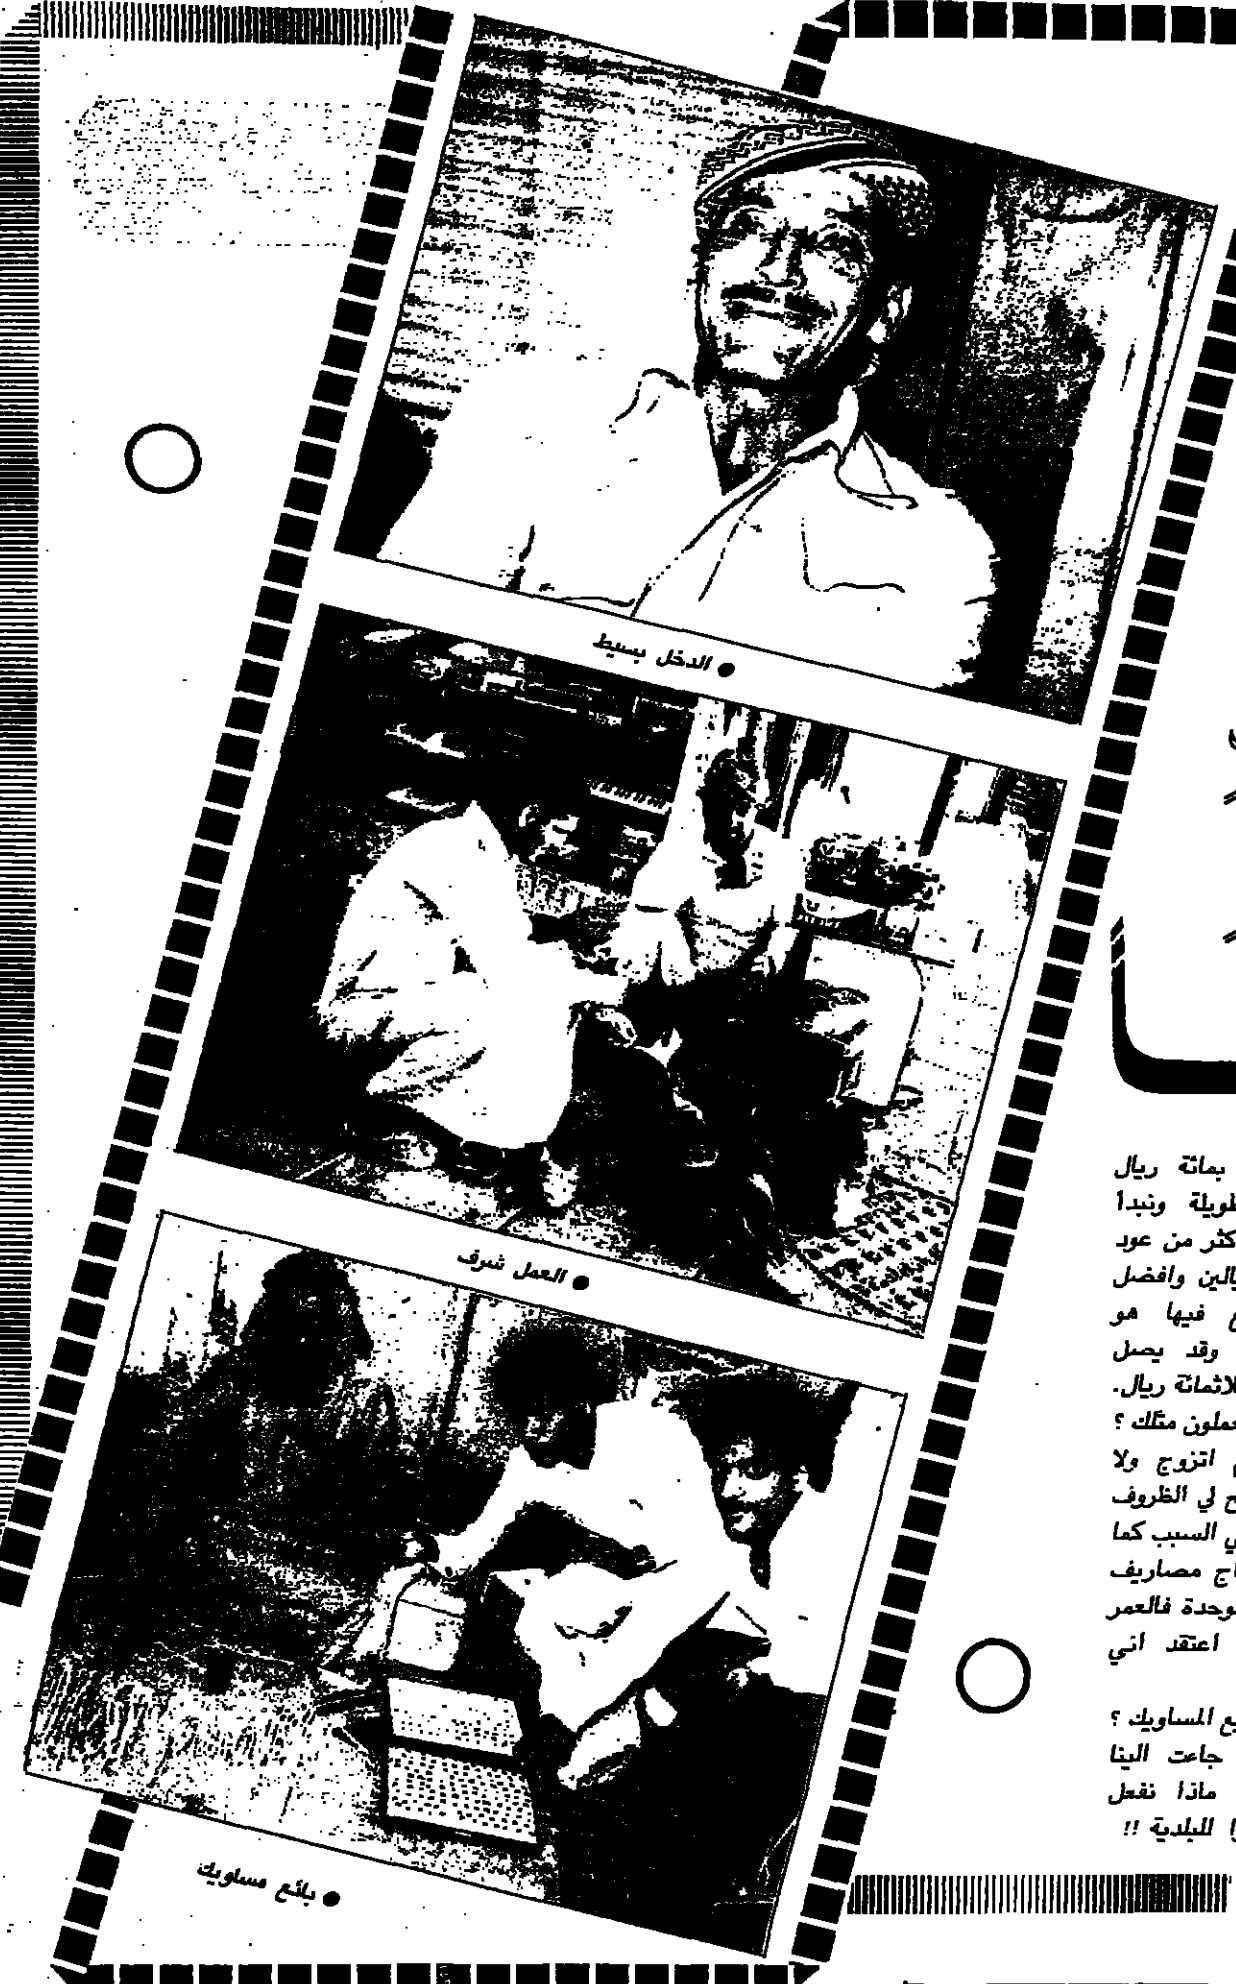 ● الدخل بسيط
● العمل شرف
● بائع مساويك
بمائة ريال
طويلة ونبدأ
كثر من عود
يالين وافضل
ع فيها هو
وقد يصل
لاثمائة ريال.
عملون مثلك ؟
اتزوج ولا
ح لي الظروف
ي السبب كما
اج مصاريف
وحدة فالعمر
اعتقد اني
يع المساويك ؟
جاءت الينا
ماذا نفعل
ا للبلدية !!